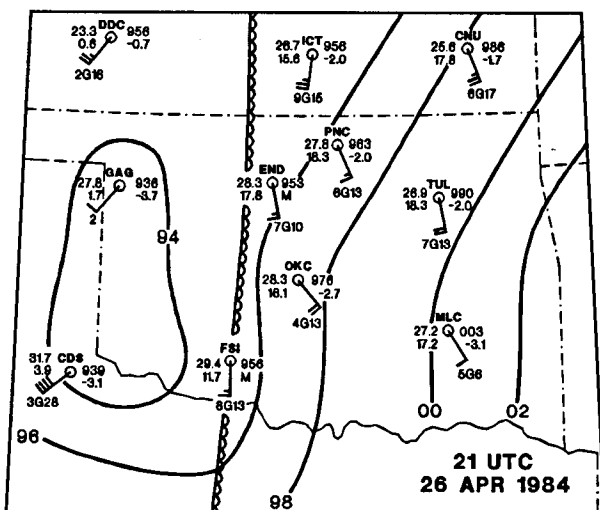 DDC
23.3 956
0.6 -0.7
2G16
ICT
26.7 956
15.6 -2.0
9G15
CNU
25.6 986
17.8 -1.7
6G17
PNC
27.8 963
18.3 -2.0
6G13
GAG
27.8 936
1.7 -3.7
2
END
28.3 953
17.8 M
7G10
TUL
26.9 990
18.3 -2.0
7G13
94
OKC
28.3 976
16.1 -2.7
4G13
MLC
27.2 003
17.2 -3.1
5G6
FSI
29.4 956
11.7 M
8G13
31.7 CDS
3.9 939
-3.1
3G28
00 02
96
98
21 UTC
26 APR 1984